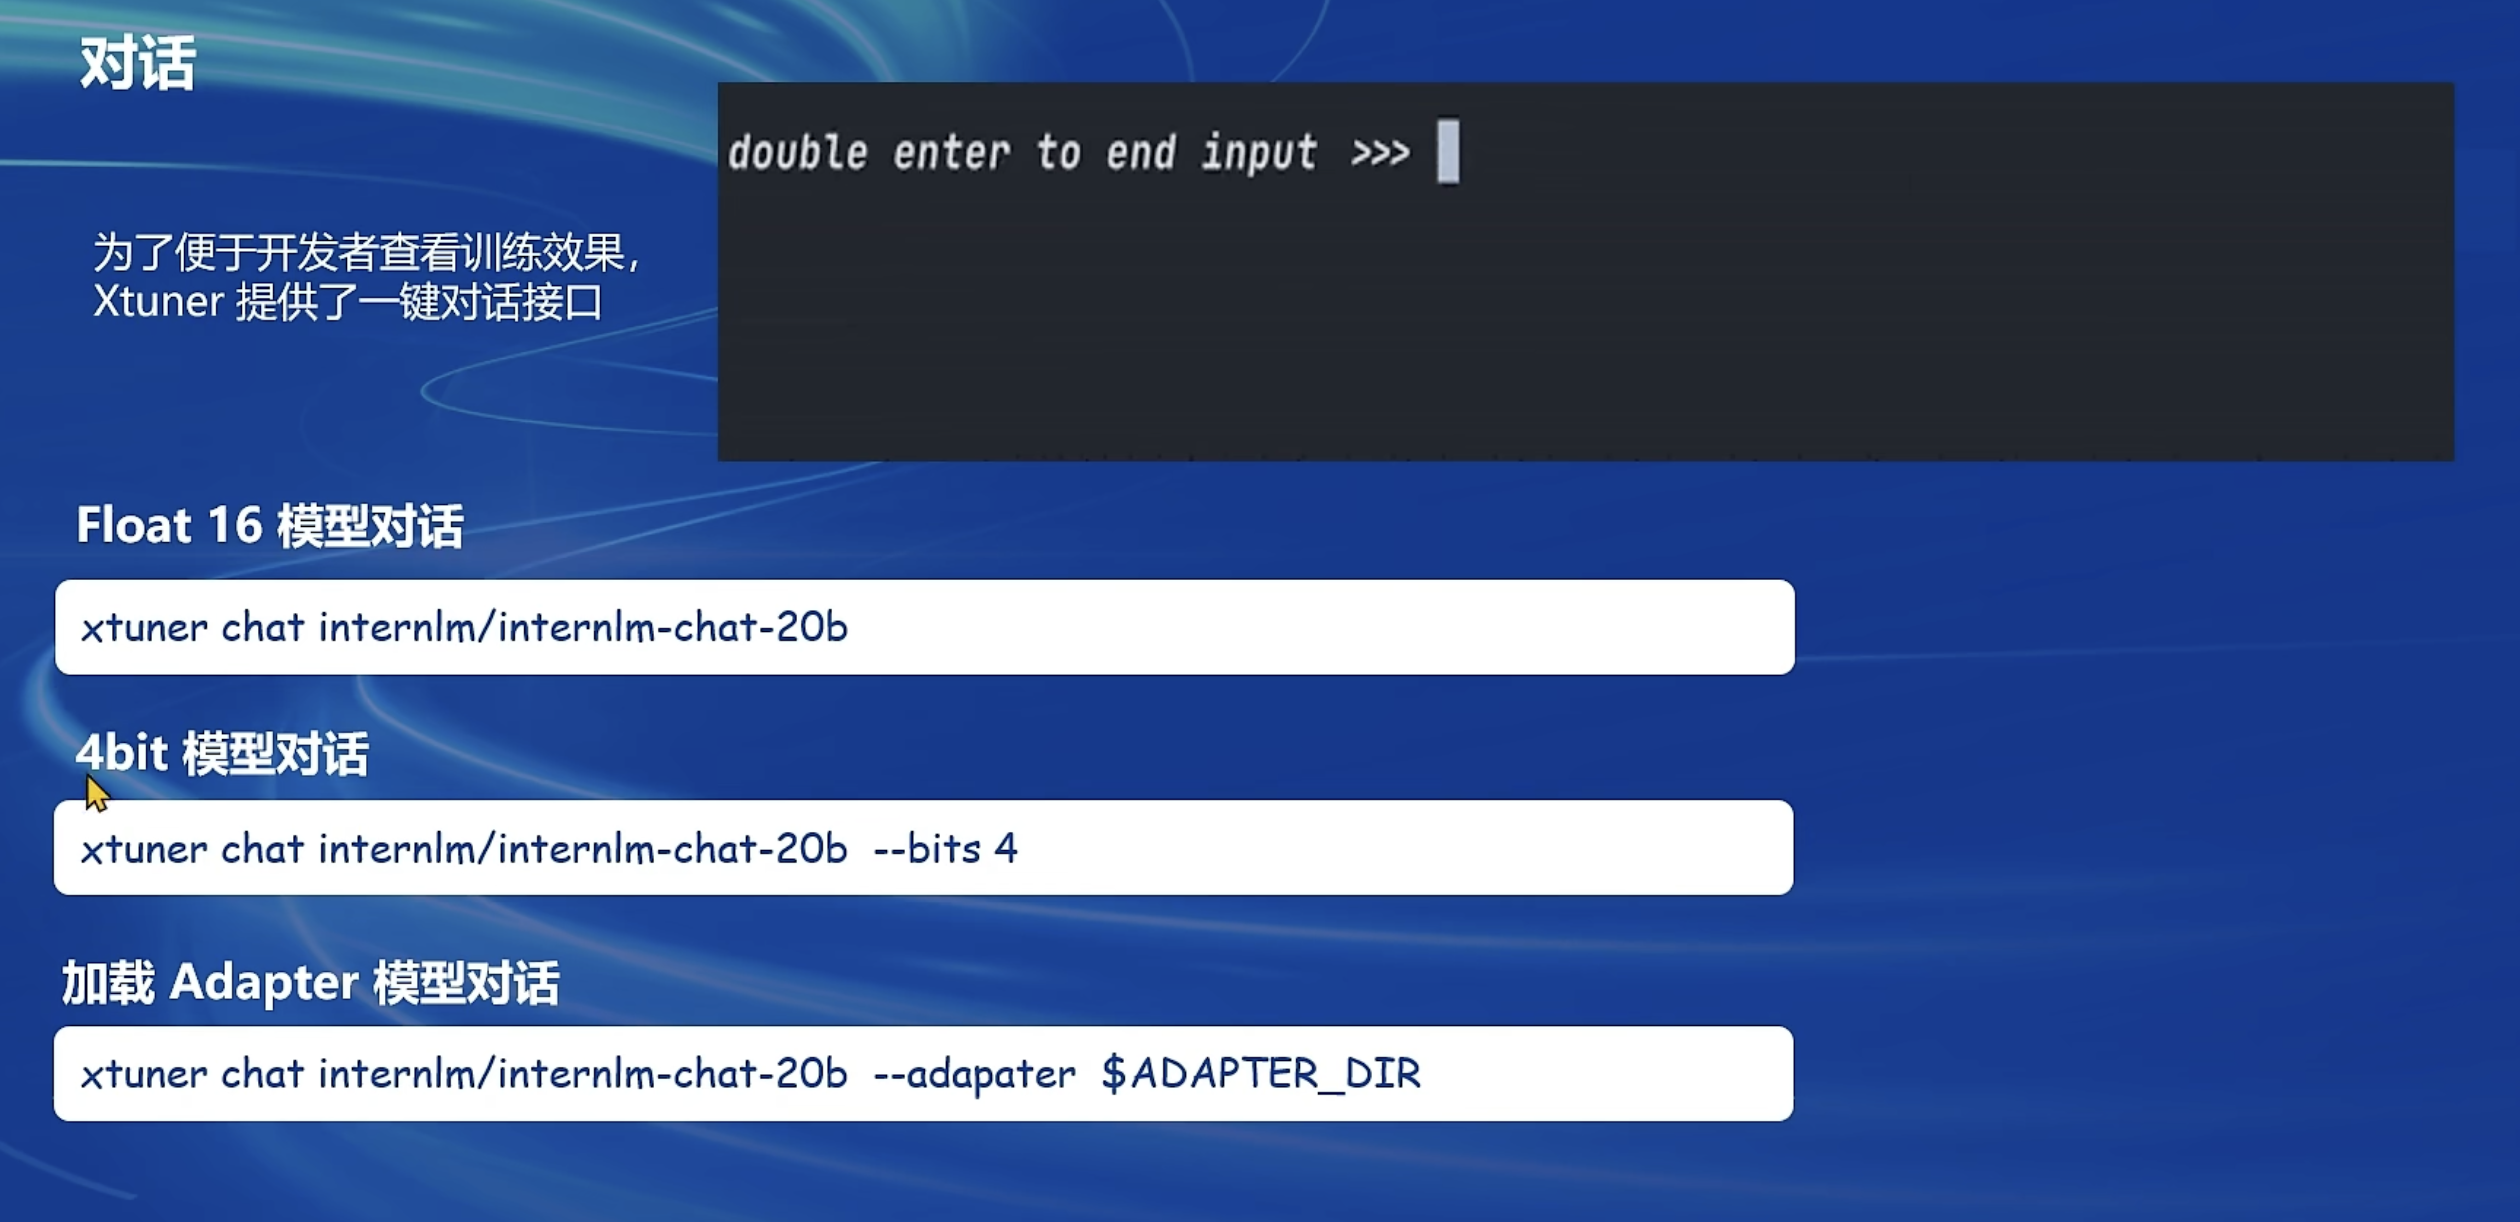 对话
double enter to end input >>>
为了便于开发者查看训练效果，
Xtuner 提供了一键对话接口
Float 16 模型对话
xtuner chat internlm/internlm-chat-20b
4bit 模型对话
xtuner chat internlm/internlm-chat-20b --bits 4
加载 Adapter 模型对话
xtuner chat internlm/internlm-chat-20b --adapater $ADAPTER_DIR